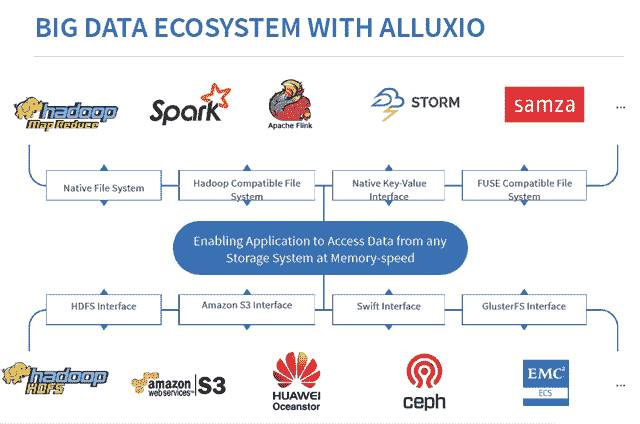 BIG DATA ECOSYSTEM WITH ALLUXIO
hadoop
Map Reduce
Spark
Apache Flink
STORM
samza
...
Native File System
Hadoop Compatible File
System
Native Key-Value
Interface
FUSE Compatible File
System
Enabling Application to Access Data from any
Storage System at Memory-speed
HDFS Interface
Amazon S3 Interface
Swift Interface
GlusterFS Interface
hadoop
HDFS
amazon
webservices™
S3
HUAWEI
Oceanstor
ceph
EMC²
ECS
...